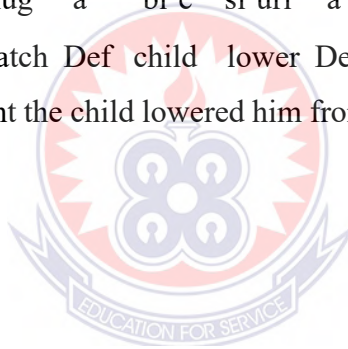 a
atch Def child lower De
nt the child lowered him from
EDUCATION FOR SERVICE